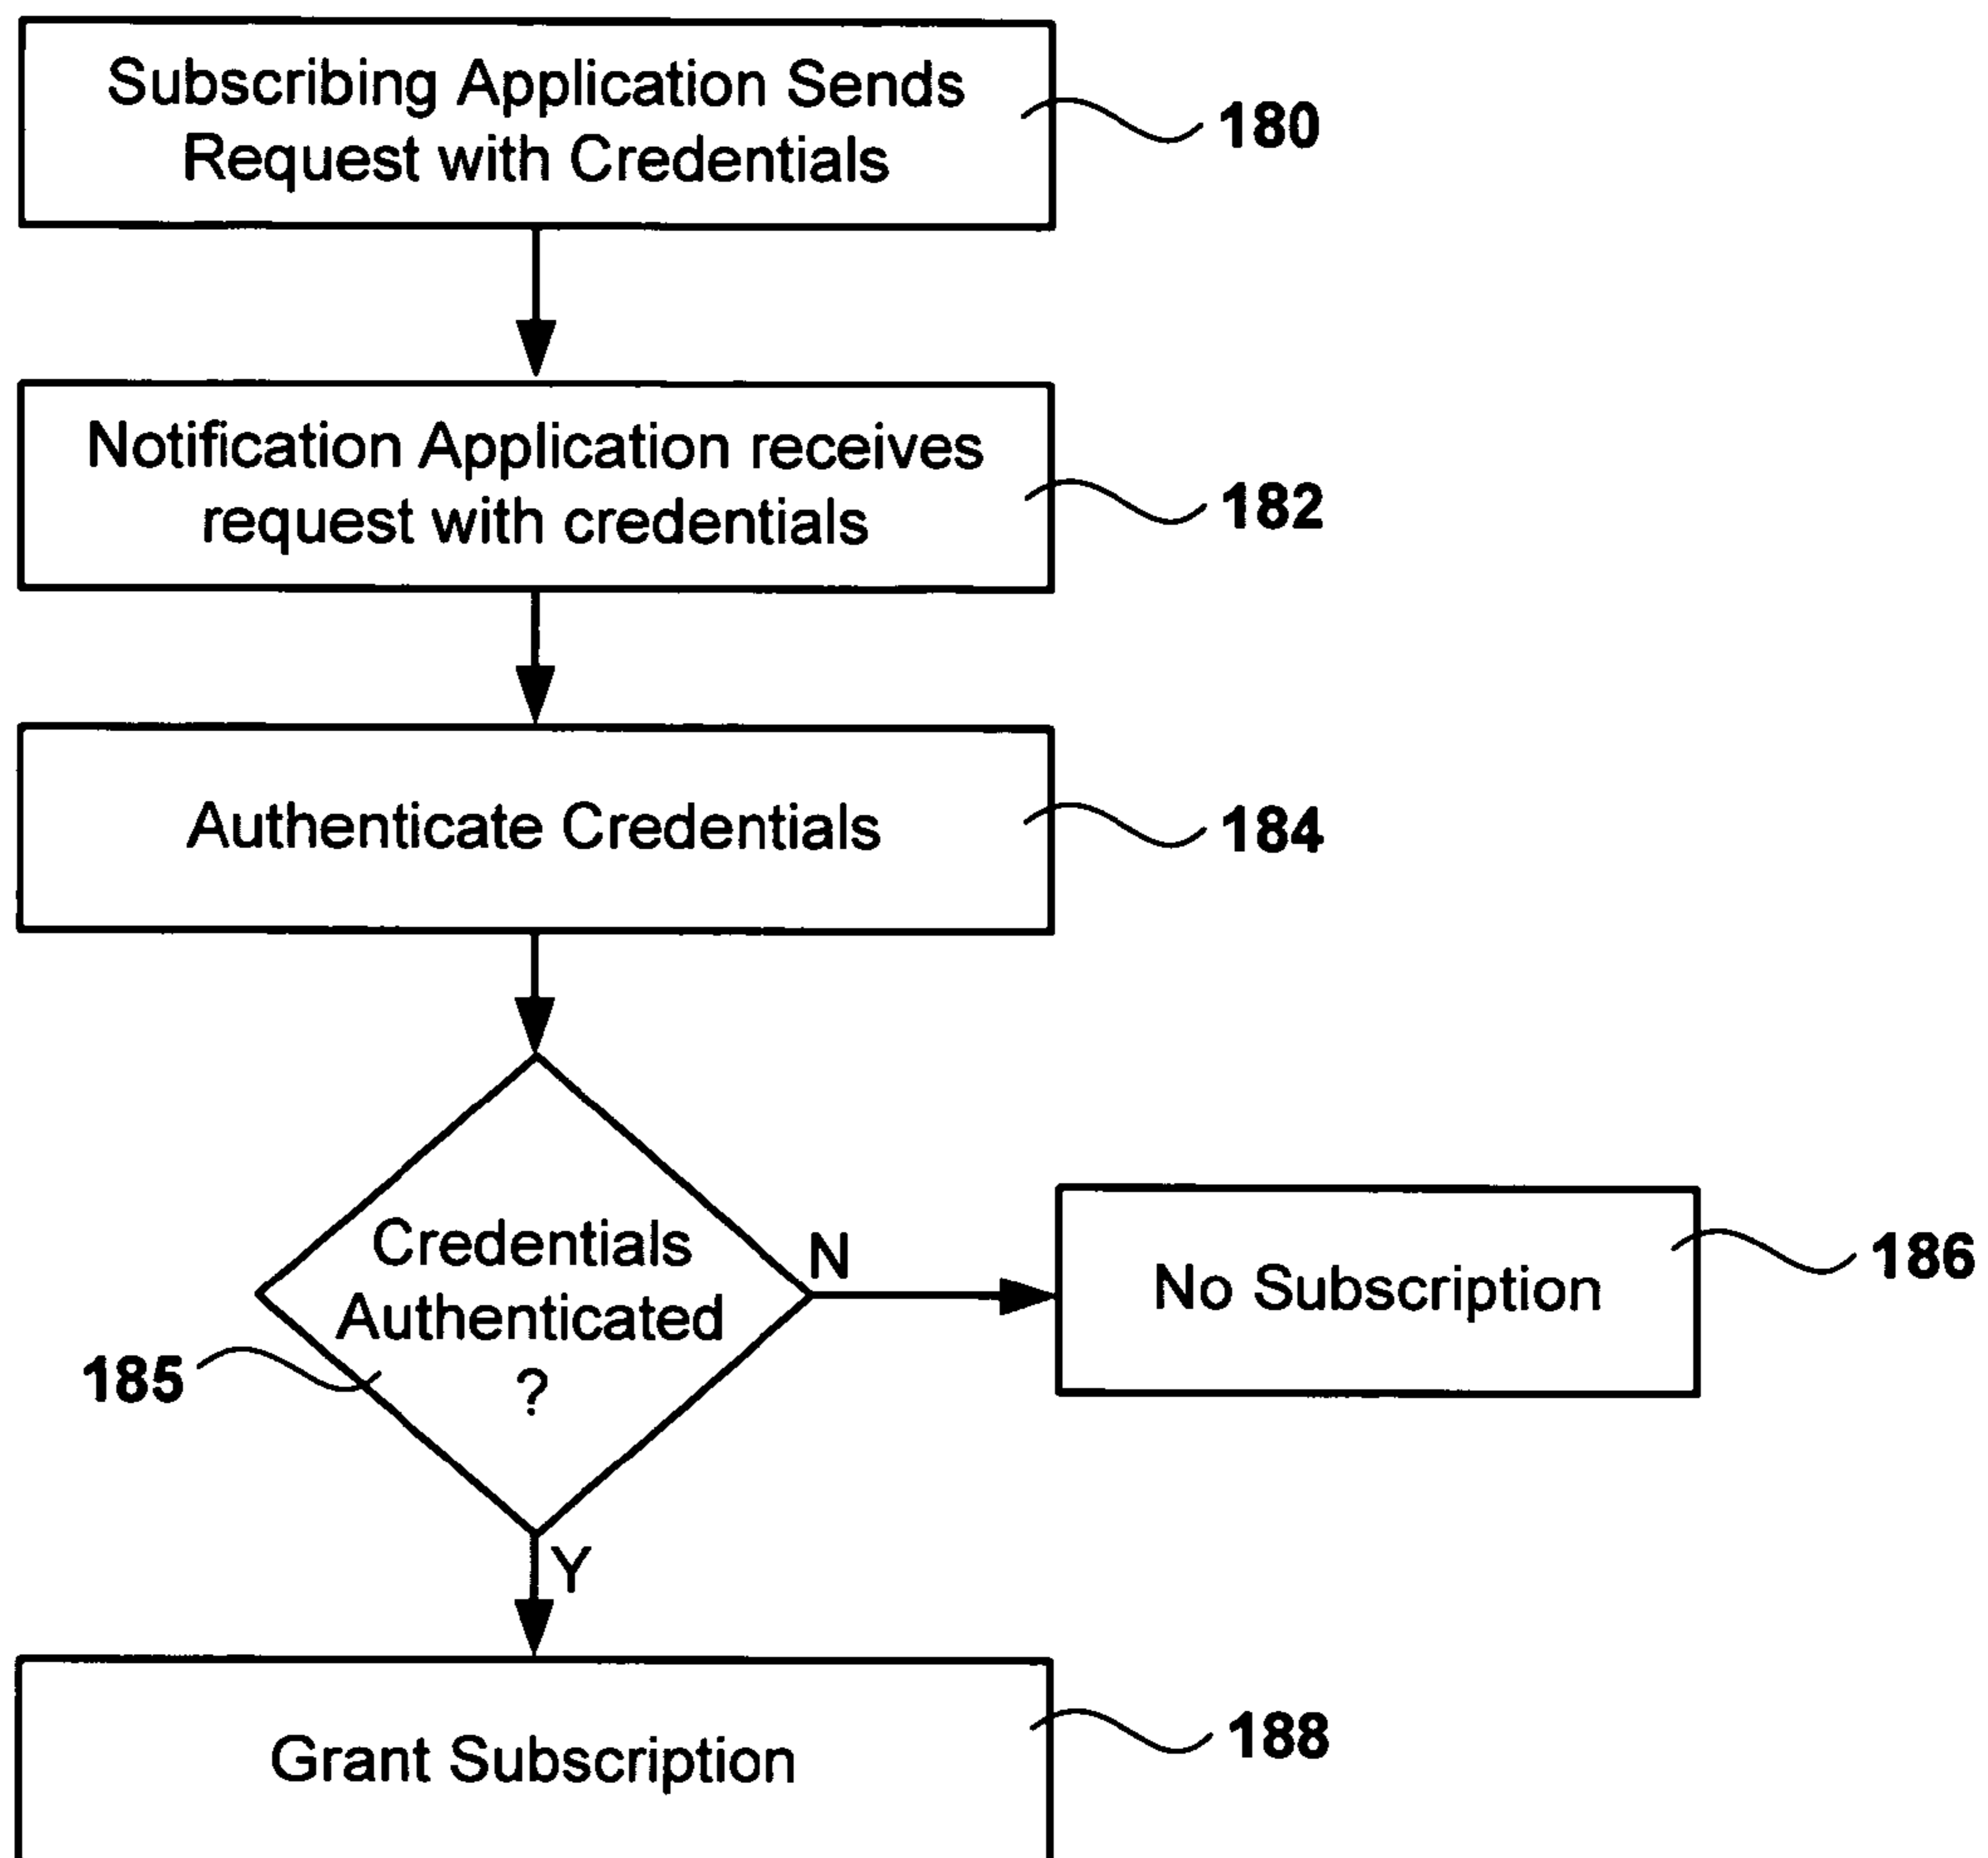 Subscribing Application Sends
Request with Credentials
180
Notification Application receives
request with credentials
182
Authenticate Credentials
184
Credentials
Authenticated
?
185
N
No Subscription
186
Y
Grant Subscription
188